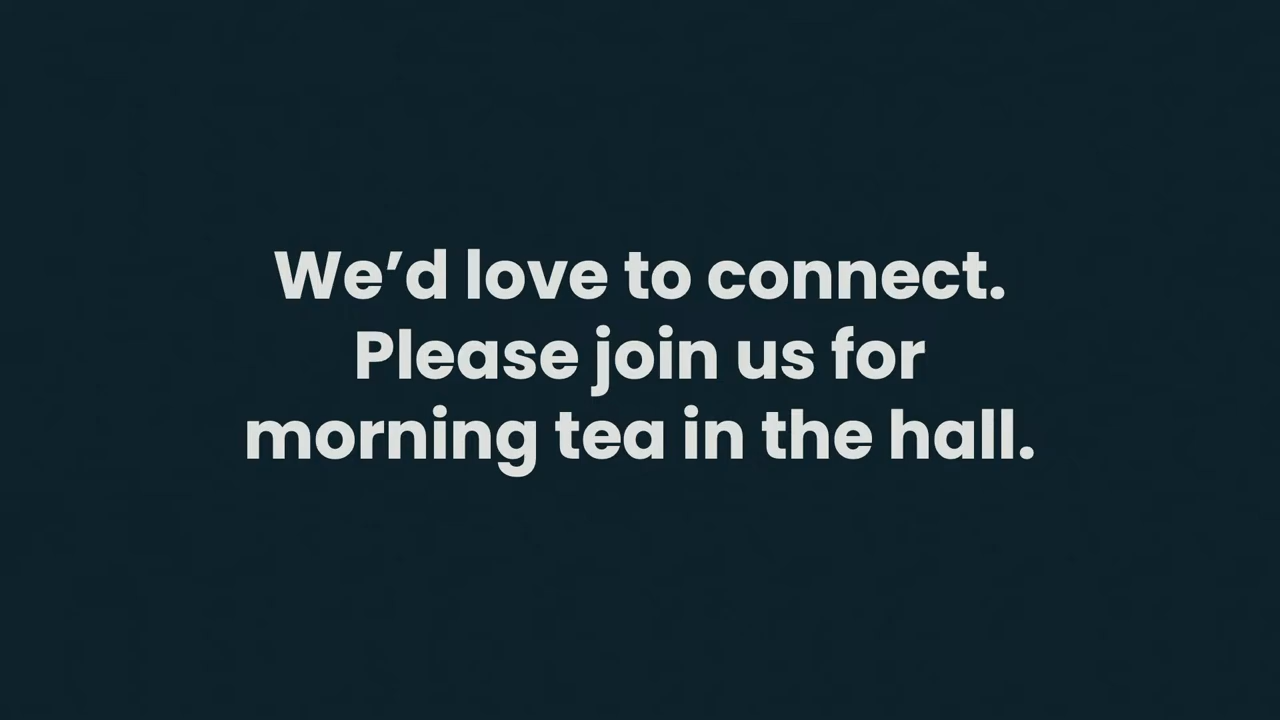 We’d love to connect.
Please join us for
morning tea in the hall.